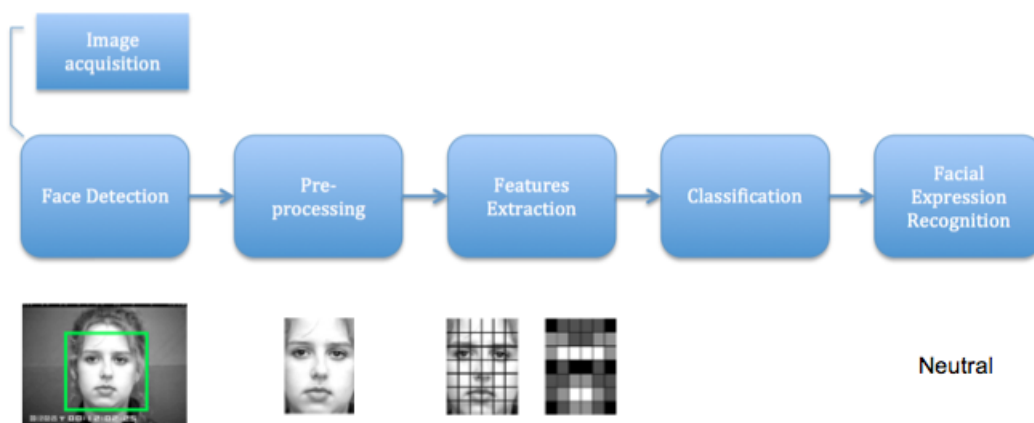 Image
acquisition
Face Detection
Pre-
processing
Features
Extraction
Classification
Facial
Expression
Recognition
Neutral